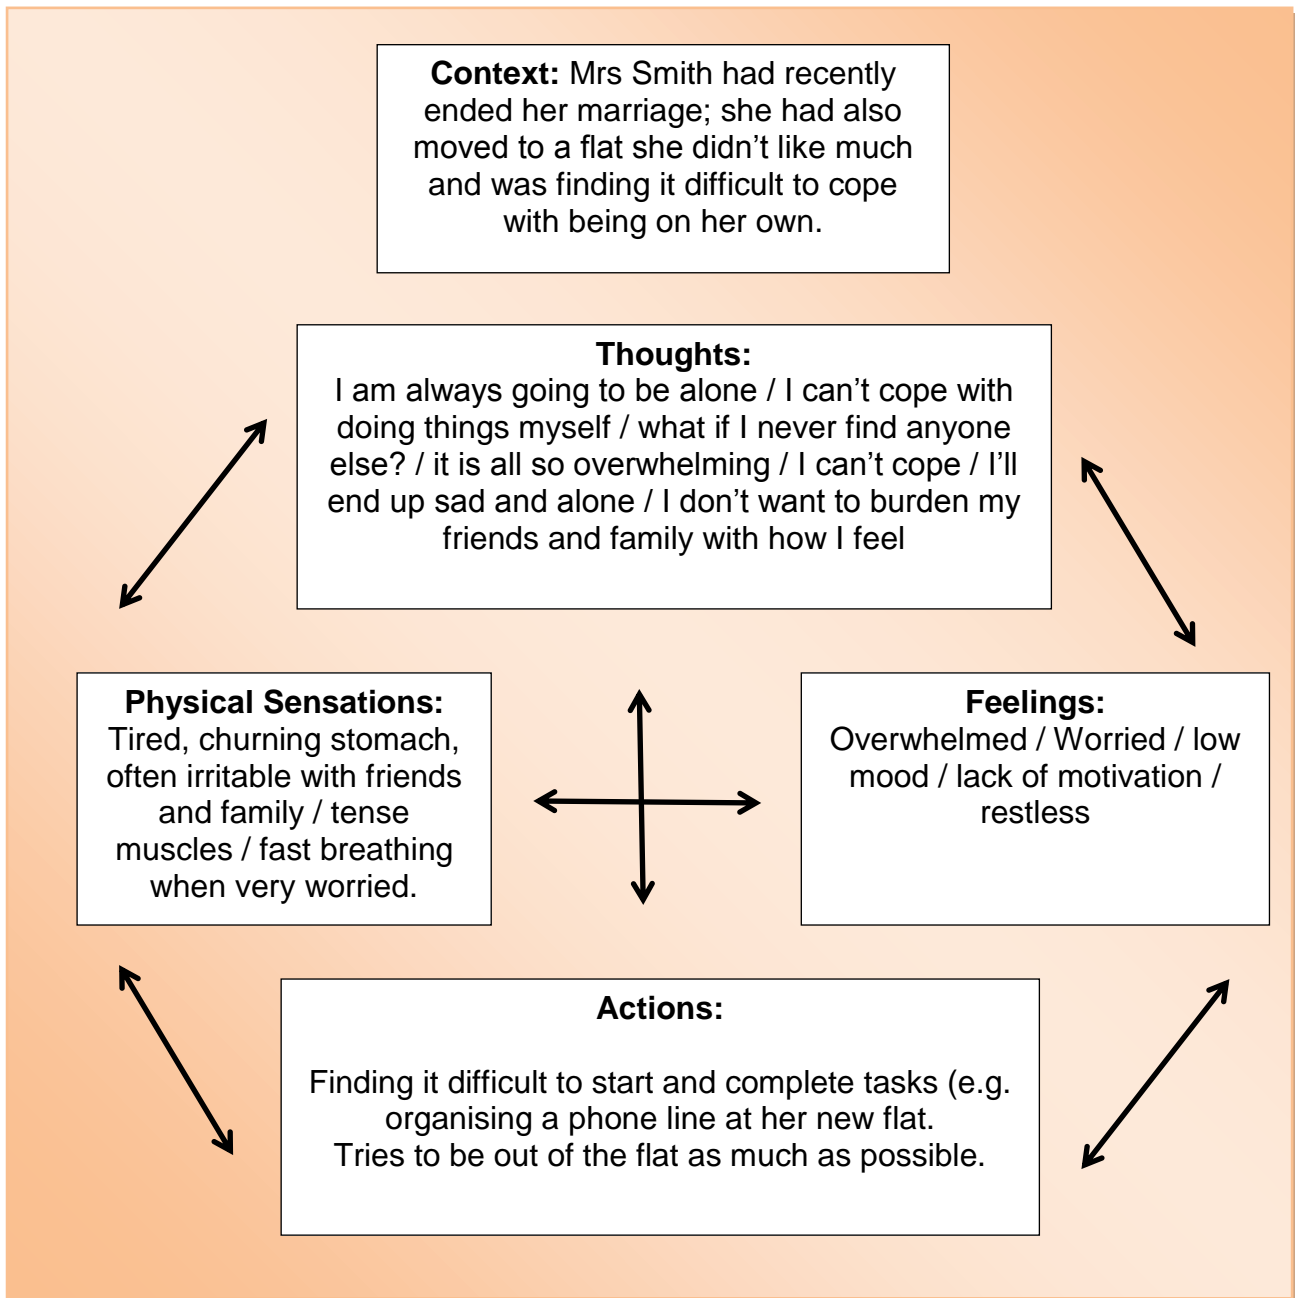 Context: Mrs Smith had recently
ended her marriage; she had also
moved to a flat she didn’t like much
and was finding it difficult to cope
with being on her own.
Thoughts:
I am always going to be alone / I can’t cope with
doing things myself / what if I never find anyone
else? / it is all so overwhelming / I can’t cope / I’ll
end up sad and alone / I don’t want to burden my
friends and family with how I feel
Physical Sensations:
Tired, churning stomach,
often irritable with friends
and family / tense
muscles / fast breathing
when very worried.
Feelings:
Overwhelmed / Worried / low
mood / lack of motivation /
restless
Actions:
Finding it difficult to start and complete tasks (e.g.
organising a phone line at her new flat.
Tries to be out of the flat as much as possible.